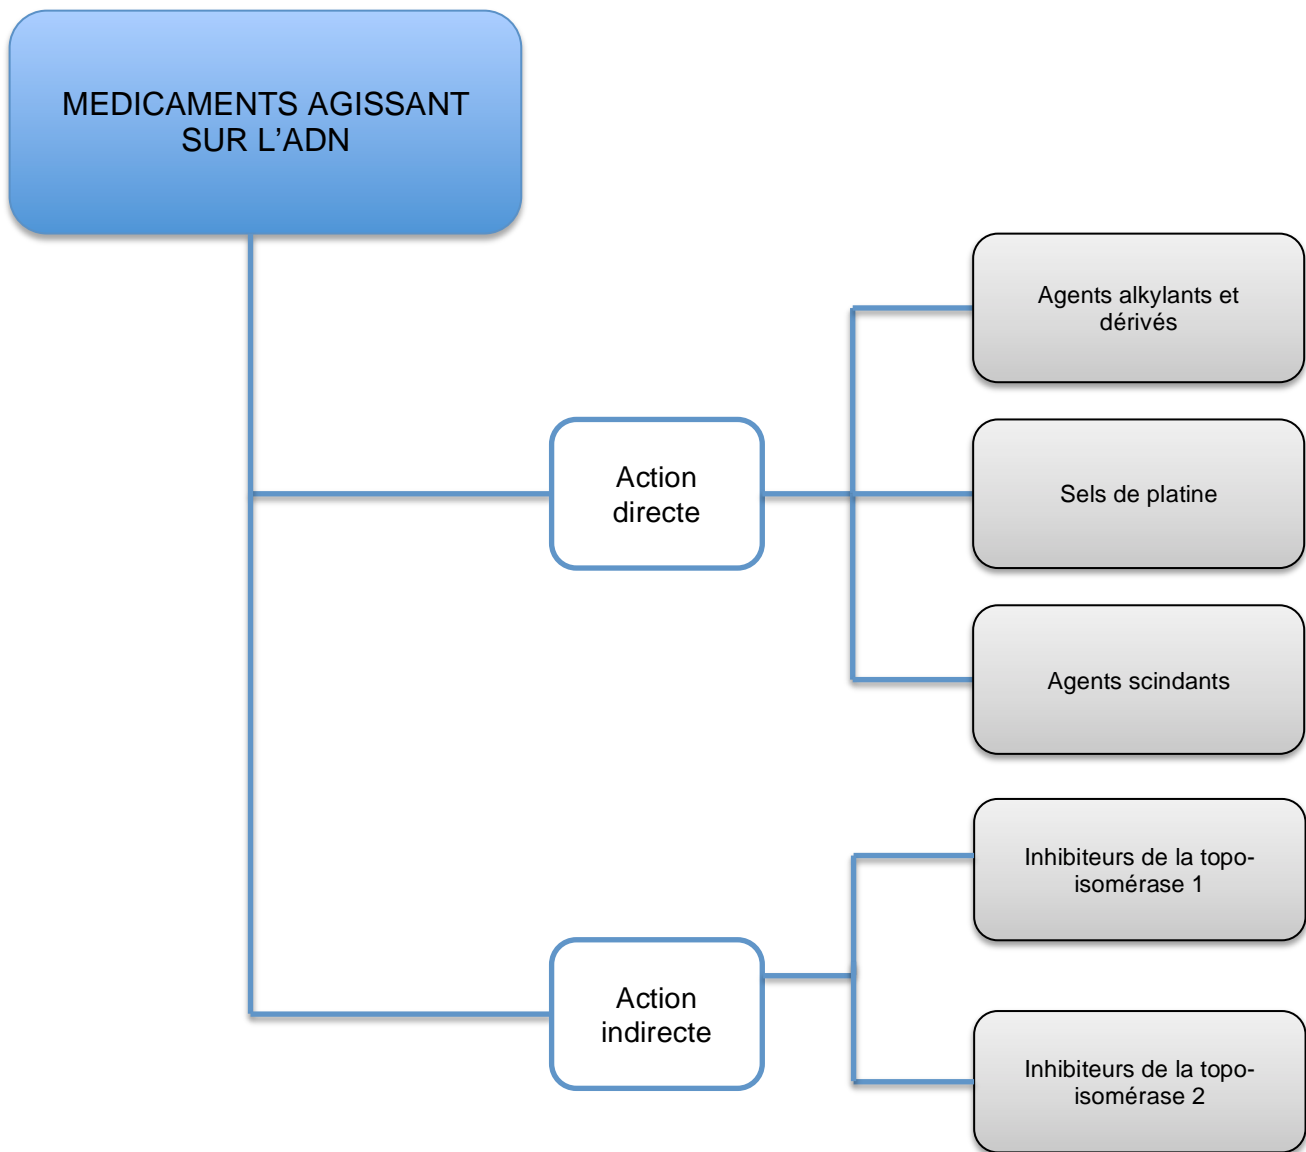 MEDICAMENTS AGISSANT
SUR L’ADN
Action
directe
Agents alkylants et
dérivés
Sels de platine
Agents scindants
Action
indirecte
Inhibiteurs de la topo-
isomérase 1
Inhibiteurs de la topo-
isomérase 2